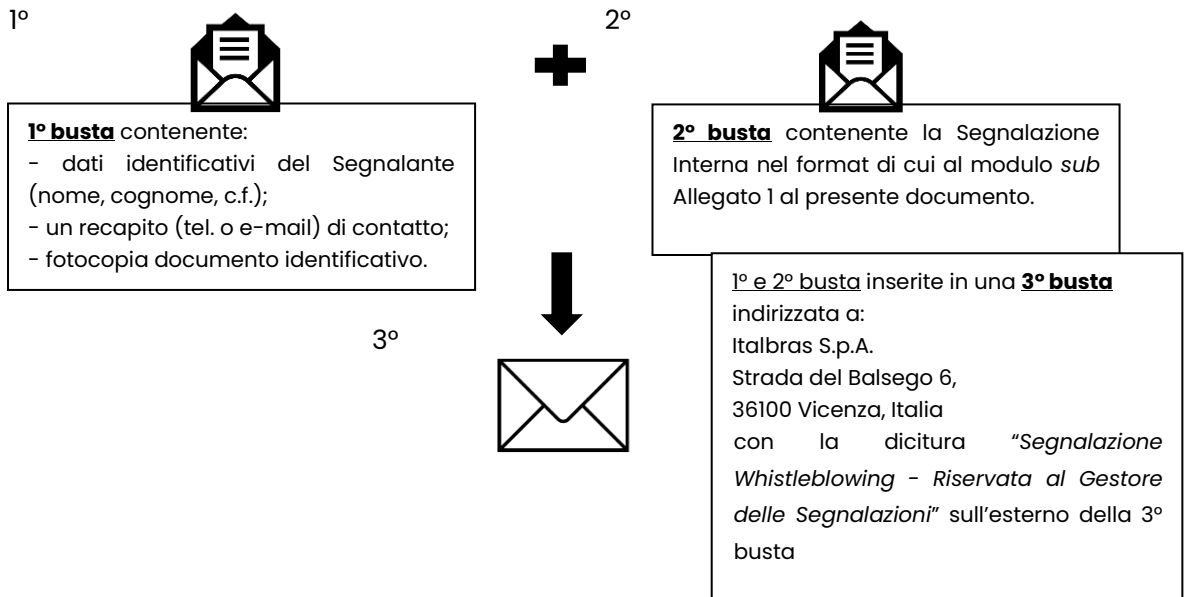 1°
2°
1° busta contenente:
- dati identificativi del Segnalante
(nome, cognome, c.f.);
- un recapito (tel. o e-mail) di contatto;
- fotocopia documento identificativo.
2° busta contenente la Segnalazione
Interna nel format di cui al modulo sub
Allegato 1 al presente documento.
3°
1° e 2° busta inserite in una 3° busta
indirizzata a:
Italbras S.p.A.
Strada del Balsego 6,
36100 Vicenza, Italia
con la dicitura “Segnalazione
Whistleblowing - Riservata al Gestore
delle Segnalazioni” sull’esterno della 3°
busta